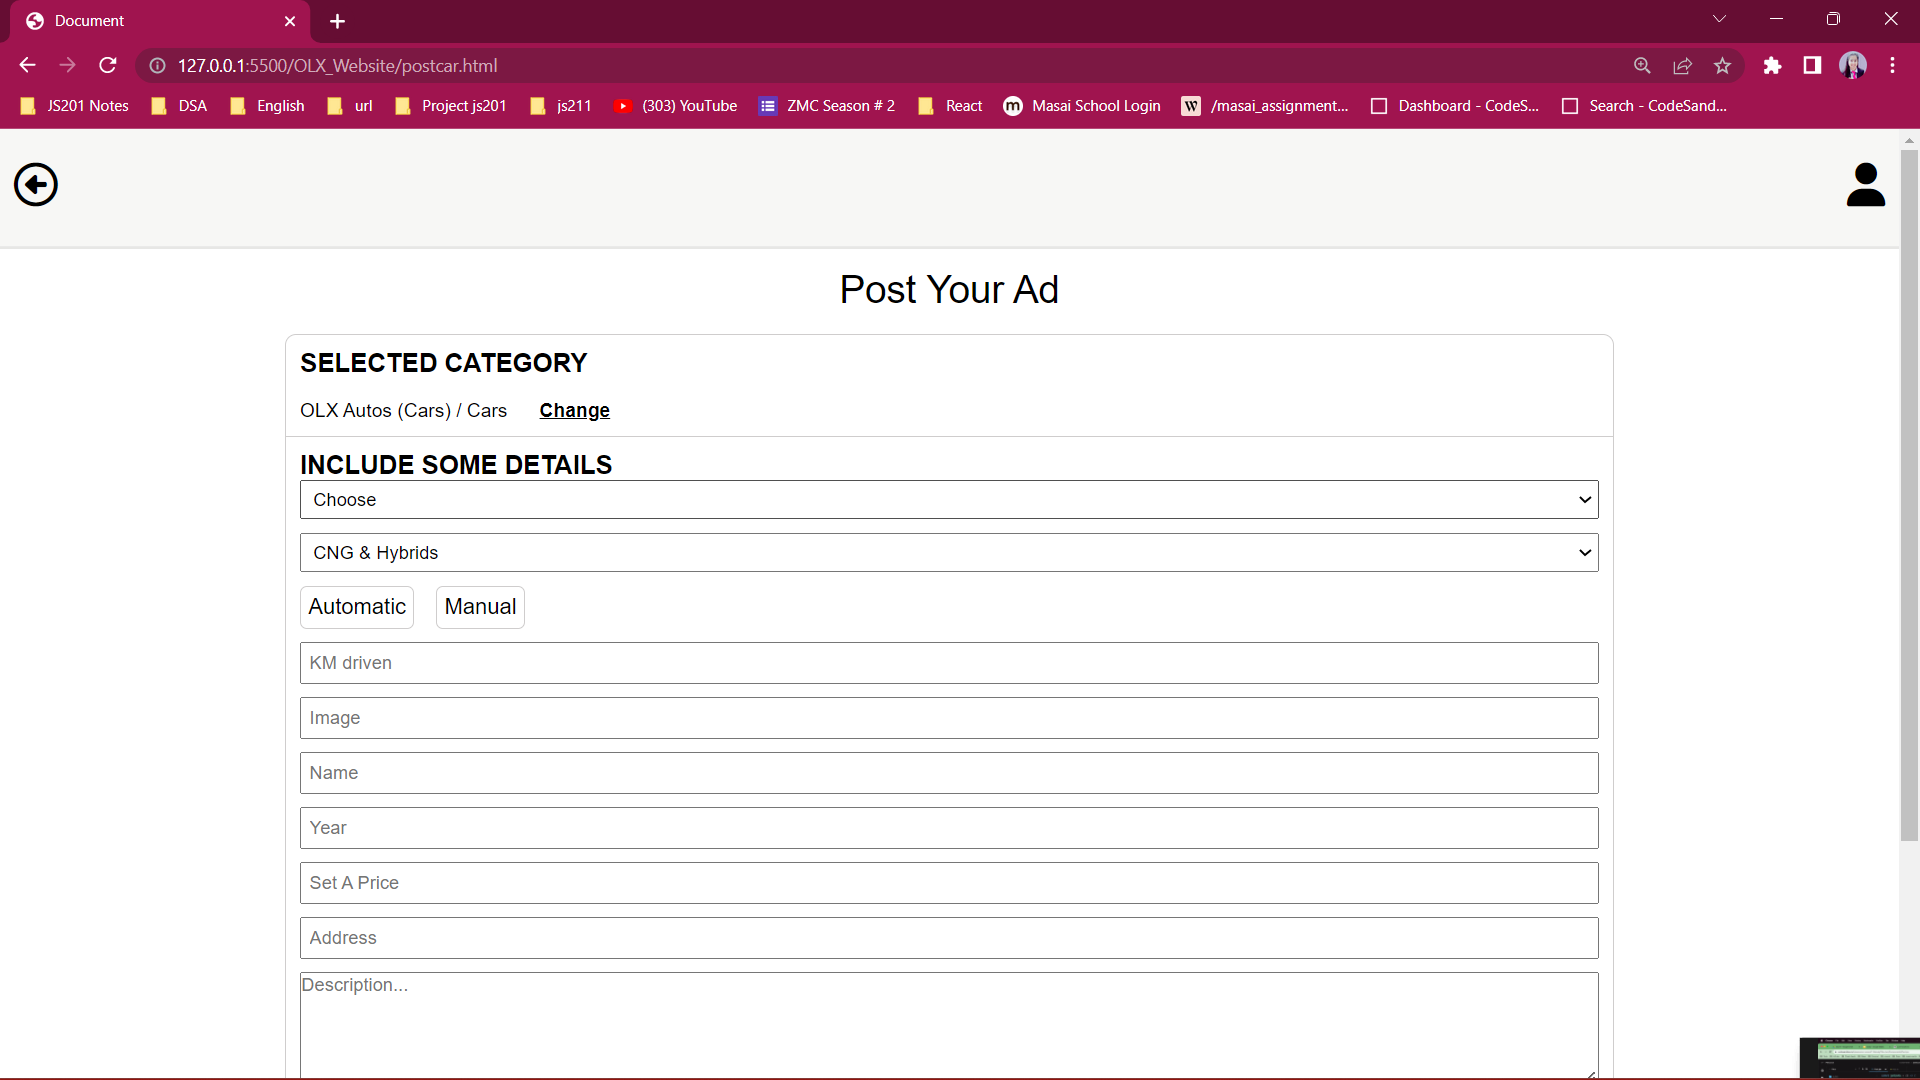 Document
127.0.0.1:5500/OLX_Website/postcar.html
JS201 Notes DSA English url Project js201 js211 (303) YouTube ZMC Season # 2 React m Masai School Login W /masai_assignment... Dashboard - CodeS... Search - CodeSand...
Post Your Ad
SELECTED CATEGORY
OLX Autos (Cars) / Cars Change
INCLUDE SOME DETAILS
Choose
CNG & Hybrids
Automatic Manual
KM driven
Image
Name
Year
Set A Price
Address
Description...